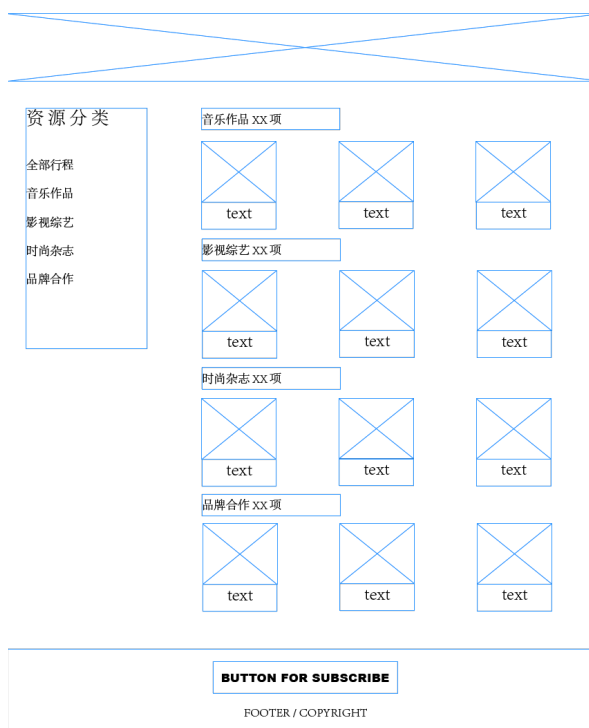 资源分类
全部行程
音乐作品
影视综艺
时尚杂志
品牌合作
音乐作品 XX 项
text
text
text
影视综艺 XX 项
text
text
text
时尚杂志 XX 项
text
text
text
品牌合作 XX 项
text
text
text
BUTTON FOR SUBSCRIBE
FOOTER / COPYRIGHT